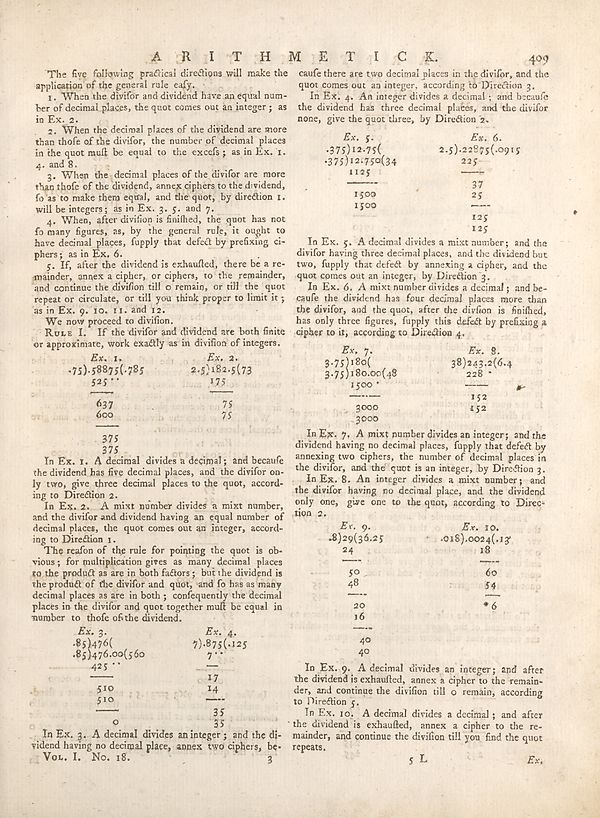 ARITHMETICK. 409
The five following practical directions will make the
application of the general rule easy.
1. When the divisor and dividend have an equal num-
ber of decimal places, the quot comes out an integer; as
in Ex. 2.
2. When the decimal places of the dividend are more
than those of the divisor, the number of decimal places
in the quot must be equal to the excess; as in Ex. 1.
4. and 8.
3. When the decimal places of the divisor are more
than those of the dividend, annex ciphers to the dividend,
so as to make them equal, and the quot, by direction 1.
will be integers; as in Ex. 3. 5. and 7.
4. When, after division is finished, the quot has not
so many figures, as, by the general rule, it ought to
have decimal places, supply that defect by prefixing ci-
phers; as in Ex. 6.
5. If, after the dividend is exhausted, there be a re-
mainder, annex a cipher, or ciphers, to the remainder,
and continue the division till 0 remain, or till the quot
repeat or circulate, or till you think proper to limit it;
as in Ex. 9. 10. 11. and 12.
We now proceed to division.
RULE I. If the divisor and dividend are both finite
or approximate, work exactly as in division of integers.
Ex. 1. Ex. 2.
.75).58875(.785 2.5)182.5(73
525·· 175
637 75
600 75
375
375
In Ex. 1. A decimal divides a decimal; and because
the dividend has five decimal places, and the divisor on-
ly two, give three decimal places to the quot, accord-
ing to Direction 2.
In Ex. 2. A mixt number divides a mixt number,
and the divisor and dividend having an equal number of
decimal places, the quot comes out an integer, accord-
ing to Direction 1.
The reason of the rule for pointing the quot is ob-
vious; for multiplication gives as many decimal places
to the product as are in both factors; but the dividend is
the product of the divisor and quot, and so has as many
decimal places as are in both; consequently the decimal
places in the divisor and quot together must be equal in
number to those of the dividend.
Ex. 3. Ex. 4.
.85)476( 7).875(.125
.85)476.00(560 7··
425 ··
17
510 14
510
35
0 35
In Ex. 3. A decimal divides an integer; and the di-
vidend having no decimal place, annex two ciphers, be-
VOL. I. No. 18. 3
cause there are two decimal places in the divisor, and the
quot comes out an integer, according to Direction 3.
In Ex. 4. An integer divides a decimal; and because
the dividend has three decimal places, and the divisor
none, give the quot three, by Direction 2.
Ex. 5. Ex. 6.
.375)12.75( 2.5).22875(.0915
.375)12.750(34 225
1125
37
1500 25
1500
125
125
In Ex. 5. A decimal divides a mixt number; and the
divisor having three decimal places, and the dividend but
two, supply that defect by annexing a cipher, and the
quot comes out an integer, by Direction 3.
In Ex. 6. A mixt number divides a decimal; and be-
cause the dividend has four decimal places more than
the divisor, and the quot, after the division is finished,
has only three figures, supply this defect by prefixing a
cipher to it, according to Direction 4.
Ex. 7. Ex. 8.
3.75)180( 38)243.2(6.4
3.75)180.00(48 228 ·
1500 ·
152
3000 152
3000
In Ex. 7. A mixt number divides an integer; and the
dividend having no decimal places, supply that defect by
annexing two ciphers, the number of decimal places in
the divisor, and the quot is an integer, by Direction 3.
In Ex. 8. An integer divides a mixt number; and
the divisor having no decimal place, and the dividend
only one, give one to the quot, according to Direc-
tion 2.
Ex. 9. Ex. 10.
.8)29(36.25 .018).0024(.13
24 18
50 60
48 54
20 *6
16
40
40
In Ex. 9. A decimal divides an integer; and after
the dividend is exhausted, annex a cipher to the remain-
der, and continue the division till 0 remain, according
to Direction 5.
In Ex. 10. A decimal divides a decimal; and after
the dividend is exhausted, annex a cipher to the re-
mainder, and continue the division till you find the quot
repeats.
5 L Ex.